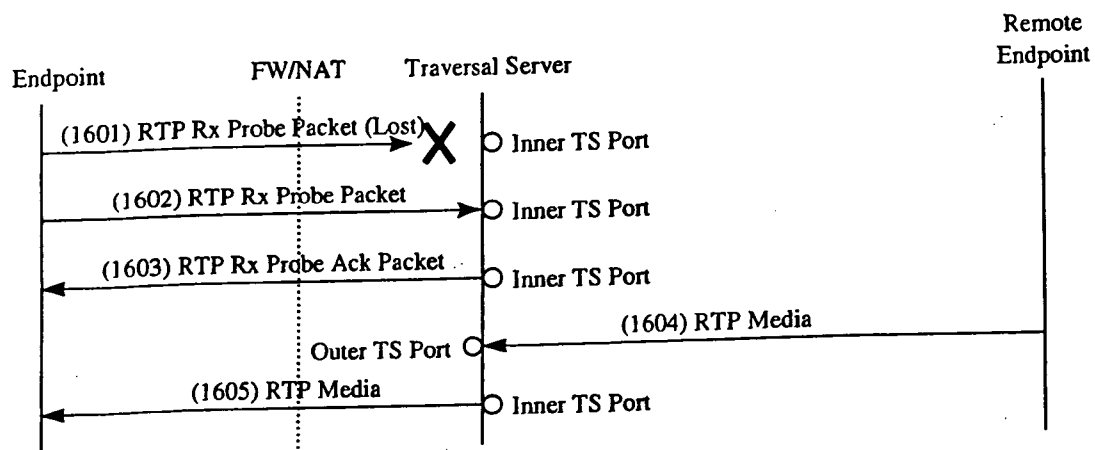 Remote
Endpoint
Endpoint
FW/NAT
Traversal Server
(1601) RTP Rx Probe Packet (Lost)
Inner TS Port
(1602) RTP Rx Probe Packet
Inner TS Port
(1603) RTP Rx Probe Ack Packet
Inner TS Port
(1604) RTP Media
Outer TS Port
(1605) RTP Media
Inner TS Port